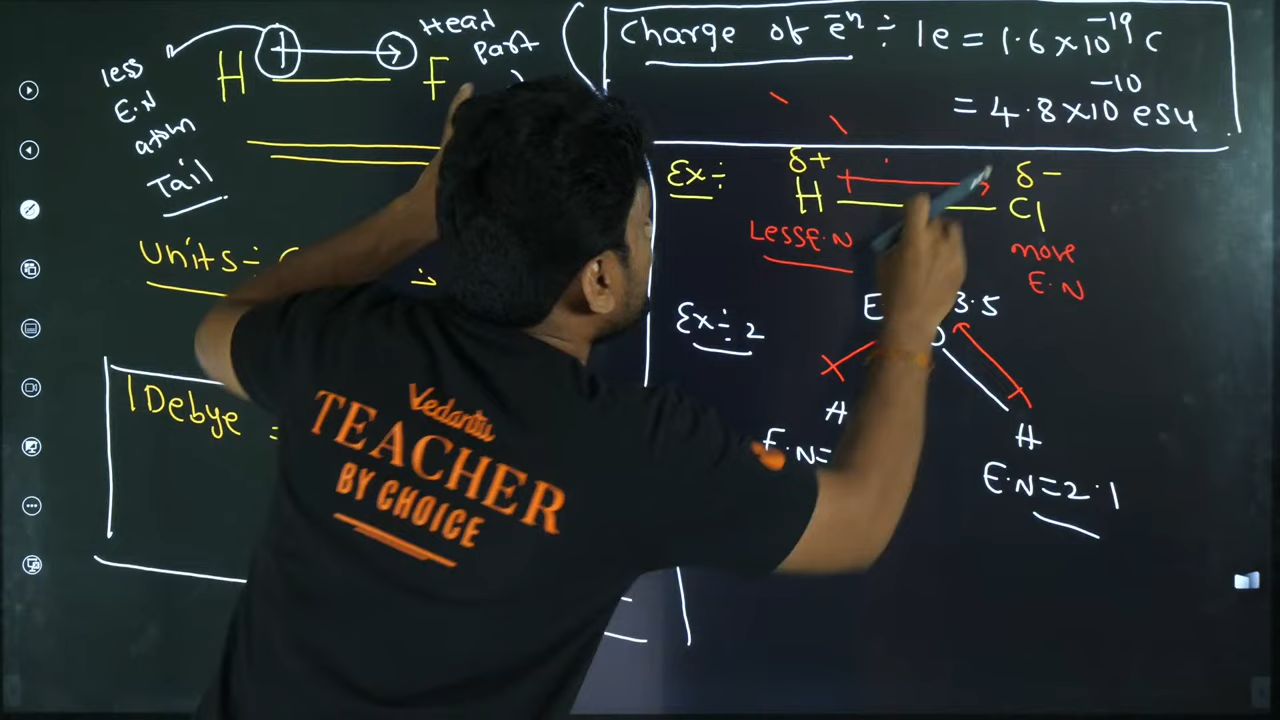 less
E.N
atom
Tail
H F
Head
Part
Units÷
1 Debye =
Charge of ēⁿ ÷ 1e = 1.6×10⁻¹⁹ C
= 4.8×10⁻¹⁰ esu
Ex÷
δ+ δ−
H Cl
Less E.N
more
E.N
Ex÷2
3.5
H
E.N=
H
E.N=2.1
Vedantu
TEACHER
BY CHOICE